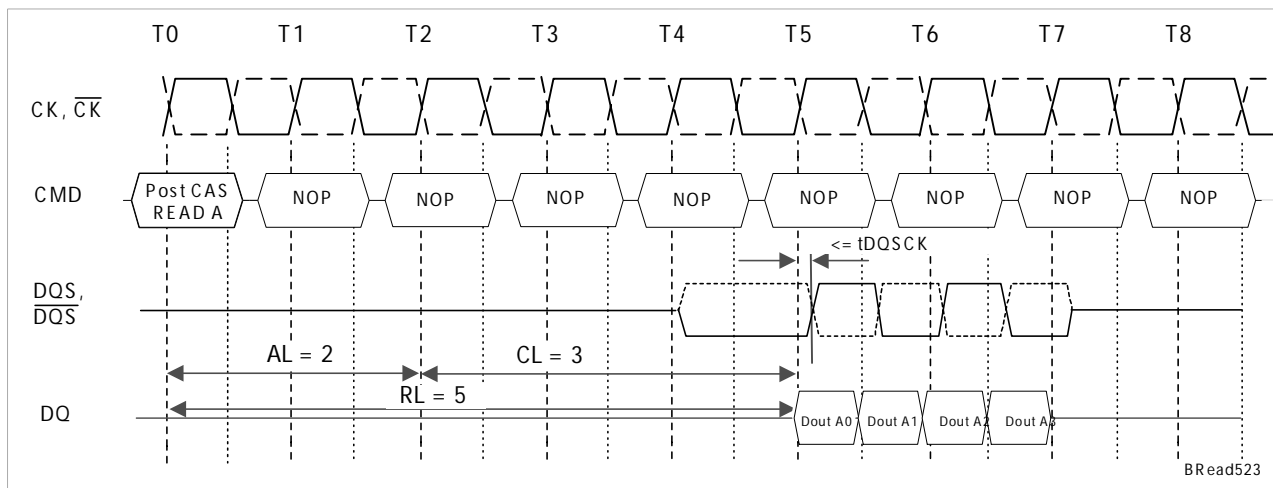 T0 T1 T2 T3 T4 T5 T6 T7 T8
CK, CK
CMD
Post CAS
READ A
NOP NOP NOP NOP NOP NOP NOP NOP
<= tDQSCK
DQS,
DQS
AL = 2
CL = 3
RL = 5
DQ
Dout A0 Dout A1 Dout A2 Dout A3
BRead523